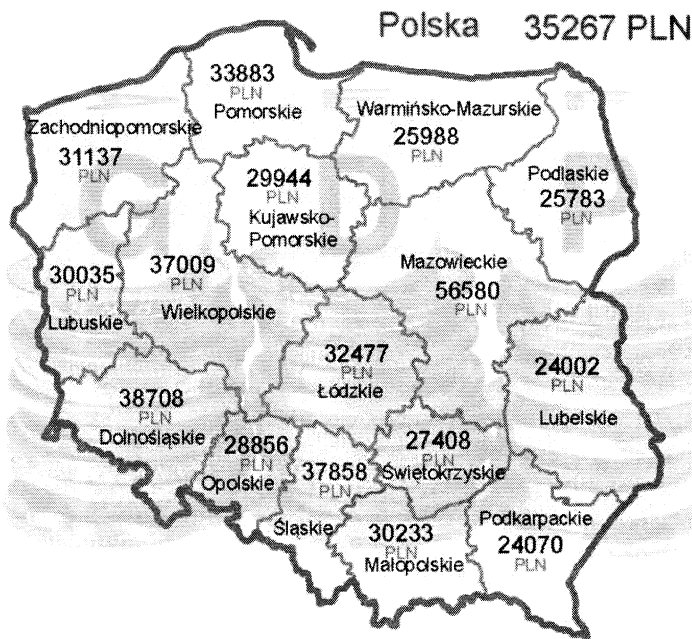 Polska 35267 PLN
33883
PLN
Pomorskie
Warmińsko-Mazurskie
25988
PLN
Zachodniopomorskie
31137
PLN
29944
PLN
Kujawsko-
Pomorskie
Podlaskie
25783
PLN
30035
PLN
Lubuskie
37009
PLN
Wielkopolskie
Mazowieckie
56580
PLN
32477
PLN
Łódzkie
24002
PLN
Lubelskie
38708
PLN
Dolnośląskie
28856
PLN
Opolskie
37858
PLN
Śląskie
27408
PLN
Świętokrzyskie
30233
PLN
Małopolskie
Podkarpackie
24070
PLN
G D P